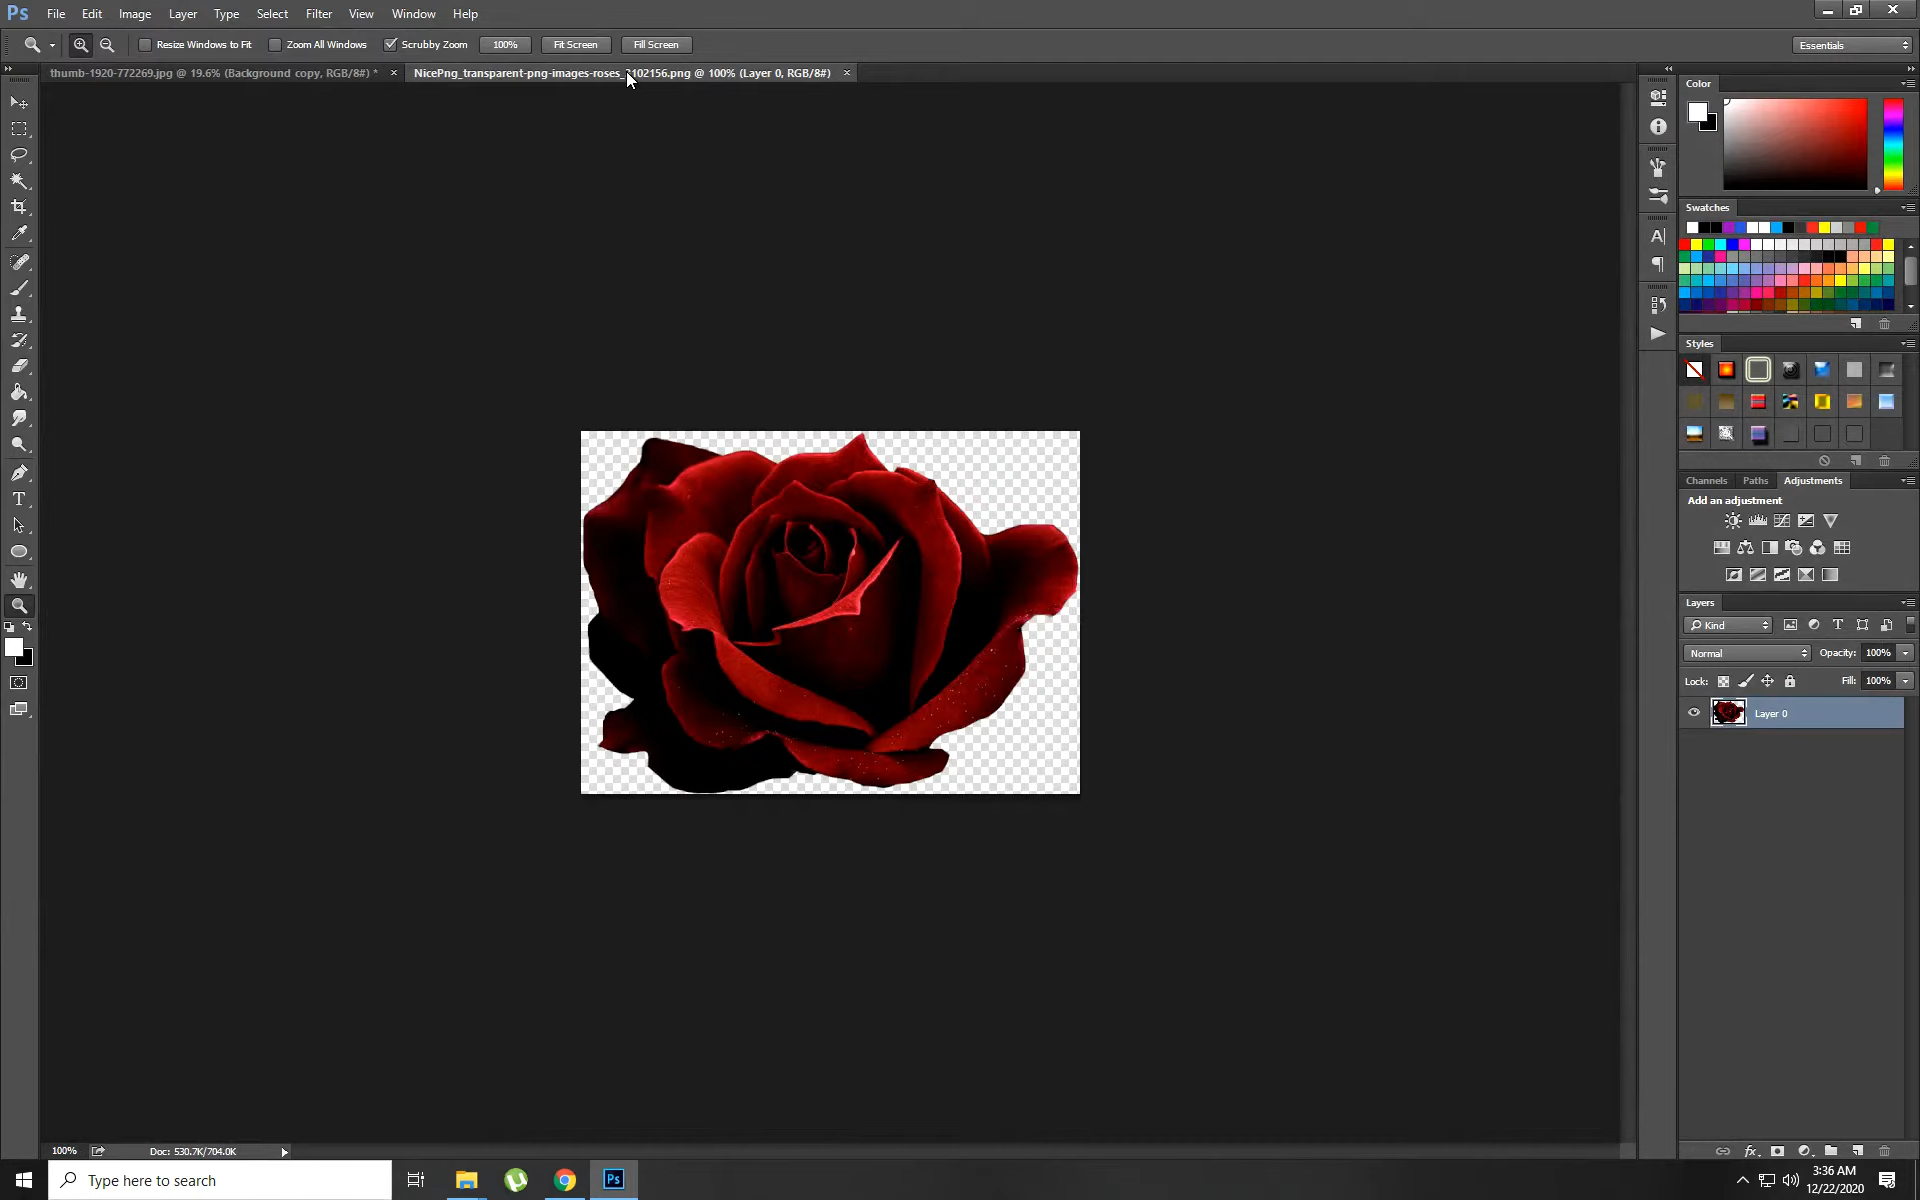 Ps File Edit Image Layer Type Select Filter View Window Help
Resize Windows to Fit Zoom All Windows Scrubby Zoom 100% Fit Screen Fill Screen Essentials
thumb-1920-772269.jpg @ 19.6% (Background copy, RGB/8#) * × NicePng_transparent-png-images-roses_2102156.png @ 100% (Layer 0, RGB/8#) ×
Color
Swatches
Styles
Channels Paths Adjustments
Add an adjustment
Layers
Kind
Normal Opacity: 100%
Lock: Fill: 100%
Layer 0
100% Doc: 530.7K/704.0K
Type here to search
Ps
3:36 AM
12/22/2020